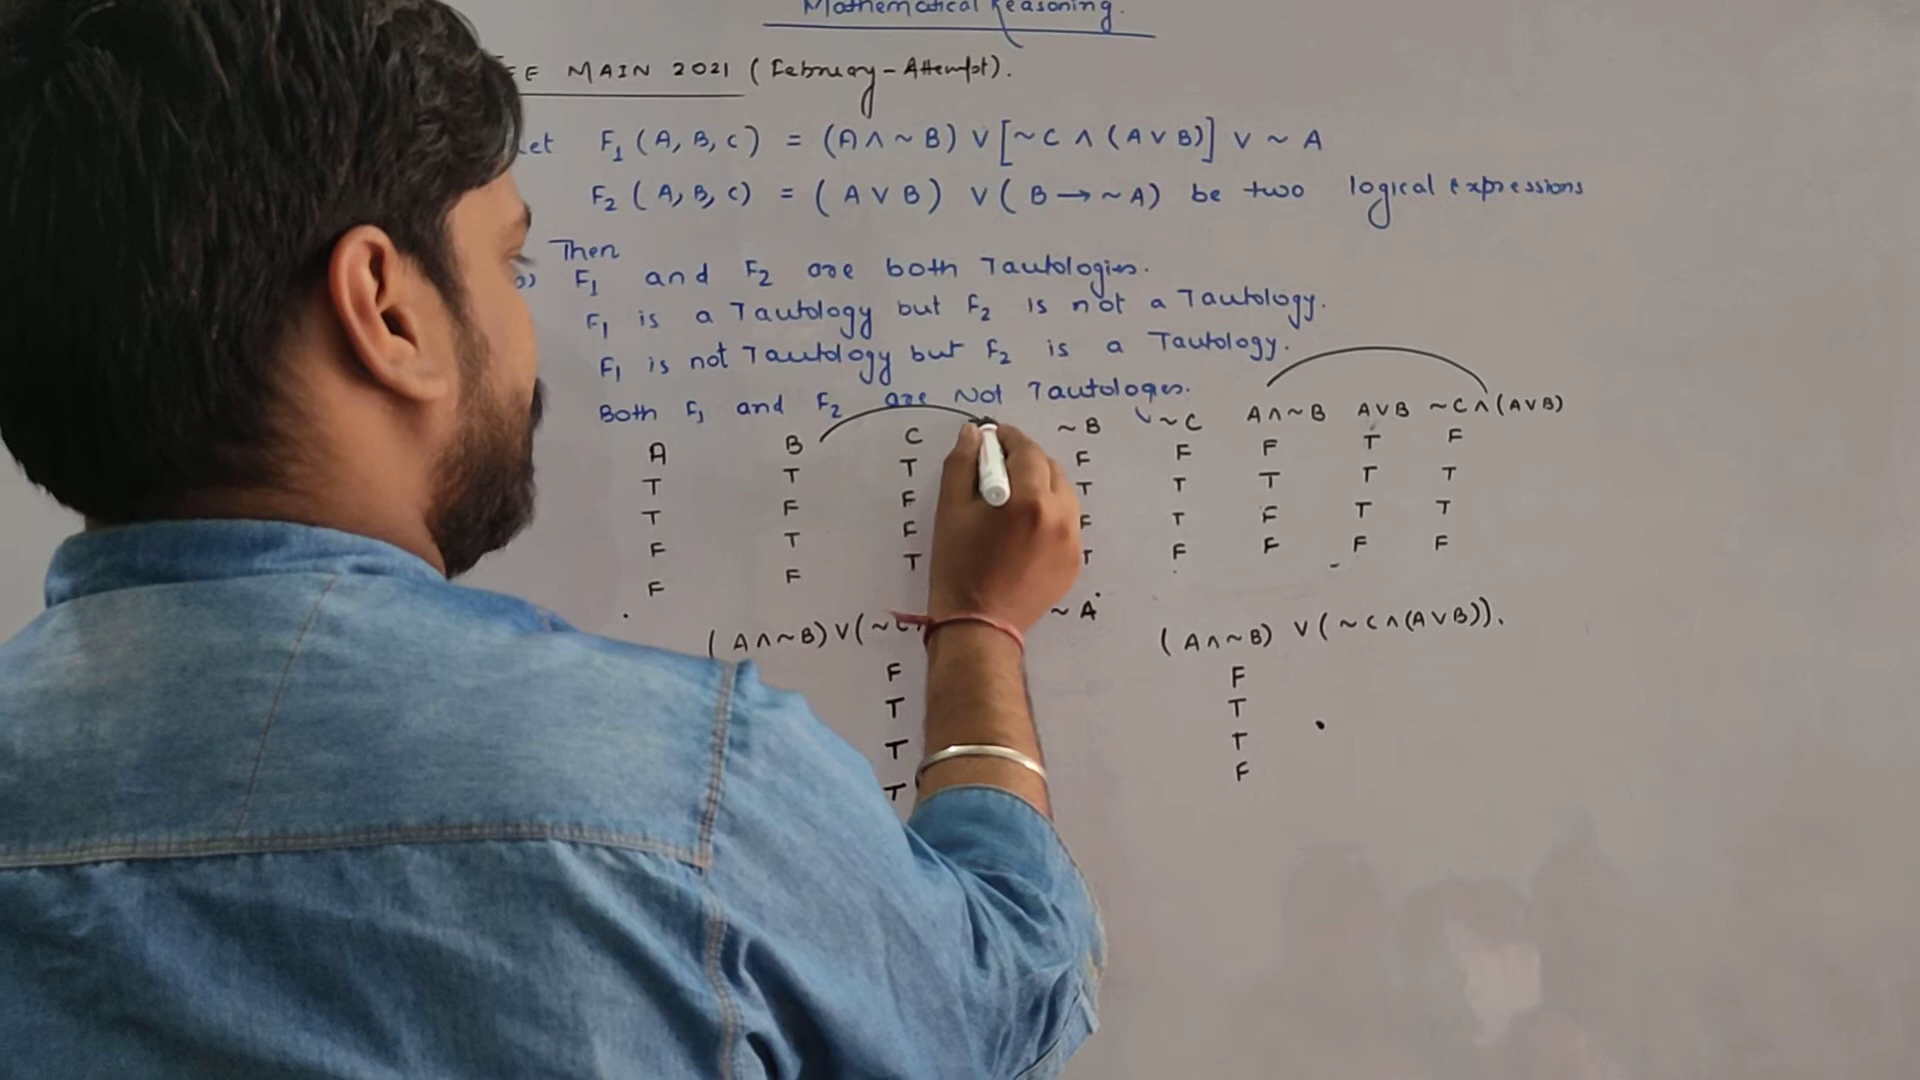 Mathematical Reasoning.
MAIN 2021 (February-Attempt).
Let F1 (A, B, C) = (A ∧ ~ B) ∨ [~ C ∧ (A ∨ B)] ∨ ~ A
F2 (A, B, C) = (A ∨ B) ∨ (B → ~ A) be two logical expressions
Then
F1 and F2 are both Tautologies.
F1 is a Tautology but F2 is not a Tautology.
F1 is not Tautology but F2 is a Tautology.
Both F1 and F2 are Not Tautologies.
A B C ~ B ~ C A ∧ ~ B A ∨ B ~ C ∧ (A ∨ B)
T T T F F F T F
T F F T T T T T
F T F F T F T T
F F T T F F F F
(A ∧ ~ B) ∨ (~ C ~ A (A ∧ ~ B) ∨ (~ C ∧ (A ∨ B)).
F F
T T
T T
T F